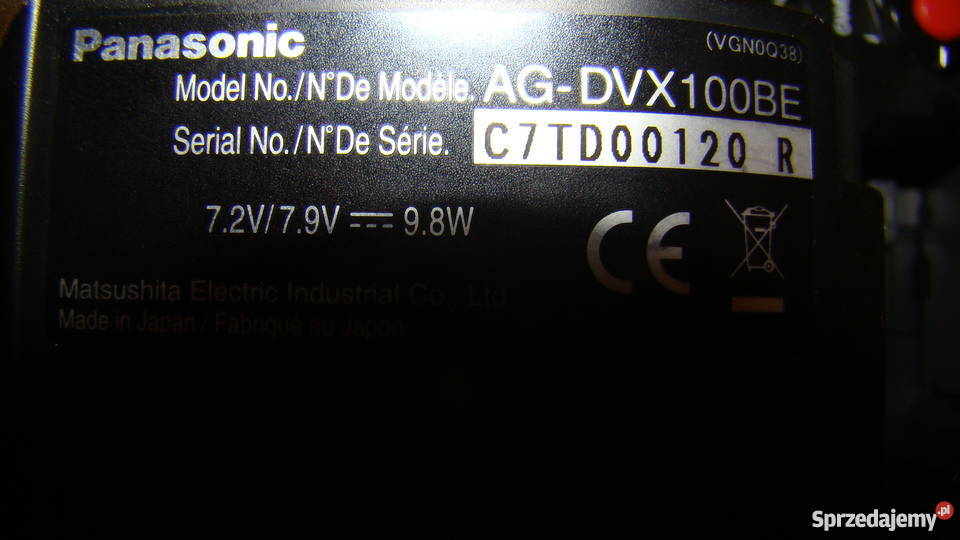 Panasonic
(VGN0Q38)
Model No./N°De Modèle. AG-DVX100BE
Serial No./N°De Série. C7TD00120 R
7.2V/7.9V ⎓ 9.8W
CE
Matsushita Electric Industrial Co., Ltd.
Made in Japan / Fabriqué au Japon
Sprzedajemy.pl